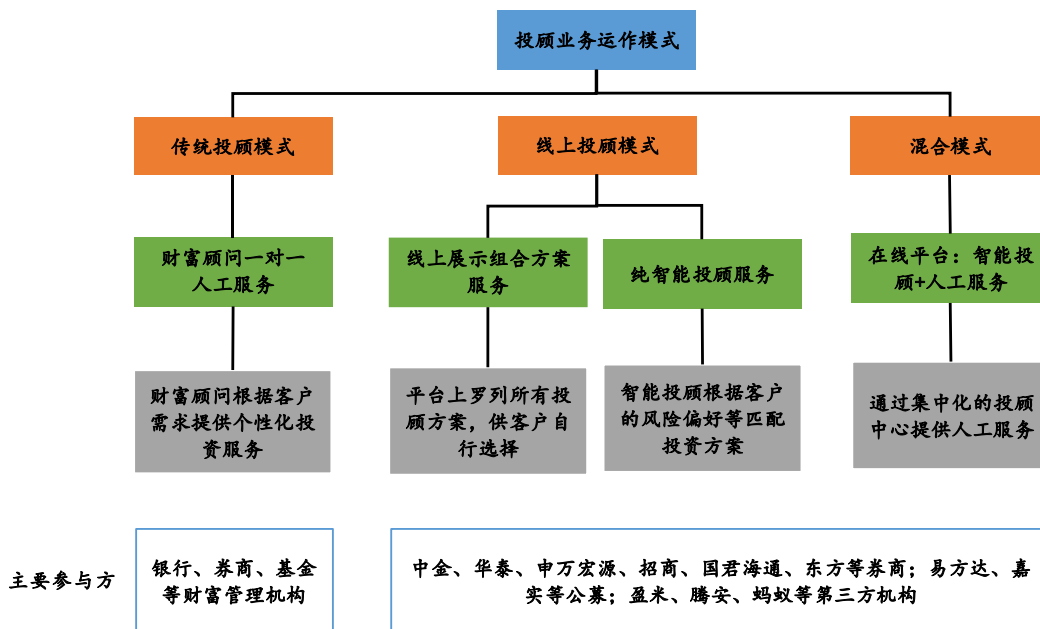 投顾业务运作模式
传统投顾模式
线上投顾模式
混合模式
财富顾问一对一
人工服务
线上展示组合方案
服务
纯智能投顾服务
在线平台：智能投
顾+人工服务
财富顾问根据客户
需求提供个性化投
资服务
平台上罗列所有投
顾方案，供客户自
行选择
智能投顾根据客户
的风险偏好等匹配
投资方案
通过集中化的投顾
中心提供人工服务
主要参与方
银行、券商、基金
等财富管理机构
中金、华泰、申万宏源、招商、国君海通、东方等券商；易方达、嘉
实等公募；盈米、腾安、蚂蚁等第三方机构